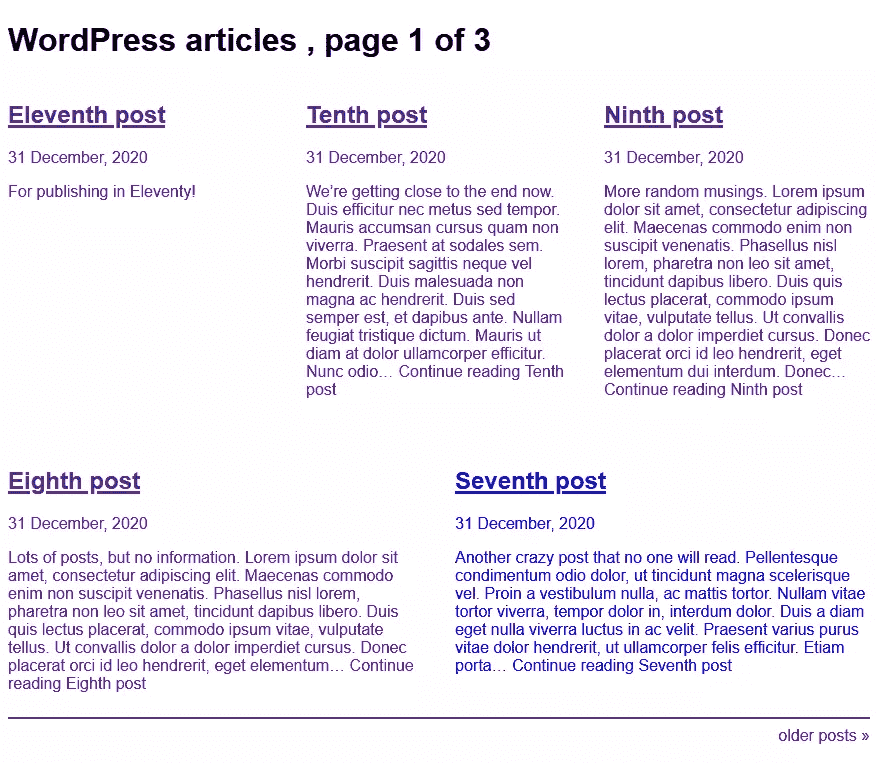 WordPress articles , page 1 of 3
Eleventh post
31 December, 2020
For publishing in Eleventy!
Tenth post
31 December, 2020
We’re getting close to the end now.
Duis efficitur nec metus sed tempor.
Mauris accumsan cursus quam non
viverra. Praesent at sodales sem.
Morbi suscipit sagittis neque vel
hendrerit. Duis malesuada non
magna ac hendrerit. Duis sed
semper est, et dapibus ante. Nullam
feugiat tristique dictum. Mauris ut
diam at dolor ullamcorper efficitur.
Nunc odio… Continue reading Tenth
post
Ninth post
31 December, 2020
More random musings. Lorem ipsum
dolor sit amet, consectetur adipiscing
elit. Maecenas commodo enim non
suscipit venenatis. Phasellus nisl
lorem, pharetra non leo sit amet,
tincidunt dapibus libero. Duis quis
lectus placerat, commodo ipsum
vitae, vulputate tellus. Ut convallis
dolor a dolor imperdiet cursus. Donec
placerat orci id leo hendrerit, eget
elementum dui interdum. Donec…
Continue reading Ninth post
Eighth post
31 December, 2020
Lots of posts, but no information. Lorem ipsum dolor sit
amet, consectetur adipiscing elit. Maecenas commodo
enim non suscipit venenatis. Phasellus nisl lorem,
pharetra non leo sit amet, tincidunt dapibus libero. Duis
quis lectus placerat, commodo ipsum vitae, vulputate
tellus. Ut convallis dolor a dolor imperdiet cursus. Donec
placerat orci id leo hendrerit, eget elementum… Continue
reading Eighth post
Seventh post
31 December, 2020
Another crazy post that no one will read. Pellentesque
condimentum odio dolor, ut tincidunt magna scelerisque
vel. Proin a vestibulum nulla, ac mattis tortor. Nullam vitae
tortor viverra, tempor dolor in, interdum dolor. Duis a diam
eget nulla viverra luctus in ac velit. Praesent varius purus
vitae dolor hendrerit, ut ullamcorper felis efficitur. Etiam
porta… Continue reading Seventh post
older posts »